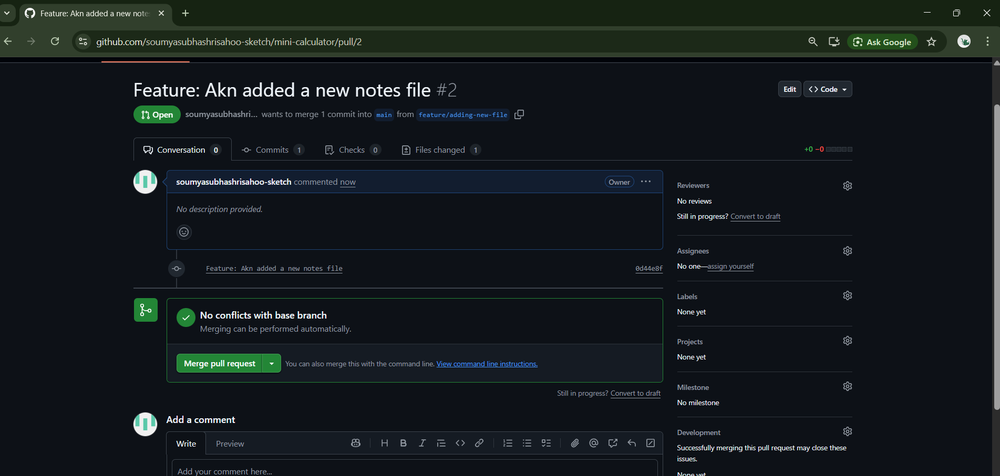 Feature: Akn added a new note
github.com/soumyasubhashrisahoo-sketch/mini-calculator/pull/2
Ask Google
Feature: Akn added a new notes file #2
Edit
Code
Open
soumyasubhashri... wants to merge 1 commit into main from feature/adding-new-file
Conversation 0
Commits 1
Checks 0
Files changed 1
+0 −0
soumyasubhashrisahoo-sketch commented now
Owner
No description provided.
Feature: Akn added a new notes file
0d44e8f
No conflicts with base branch
Merging can be performed automatically.
Merge pull request
You can also merge this with the command line. View command line instructions.
Still in progress? Convert to draft
Add a comment
Write
Preview
Add your comment here...
Reviewers
No reviews
Still in progress? Convert to draft
Assignees
No one—assign yourself
Labels
None yet
Projects
None yet
Milestone
No milestone
Development
Successfully merging this pull request may close these
issues.
None yet